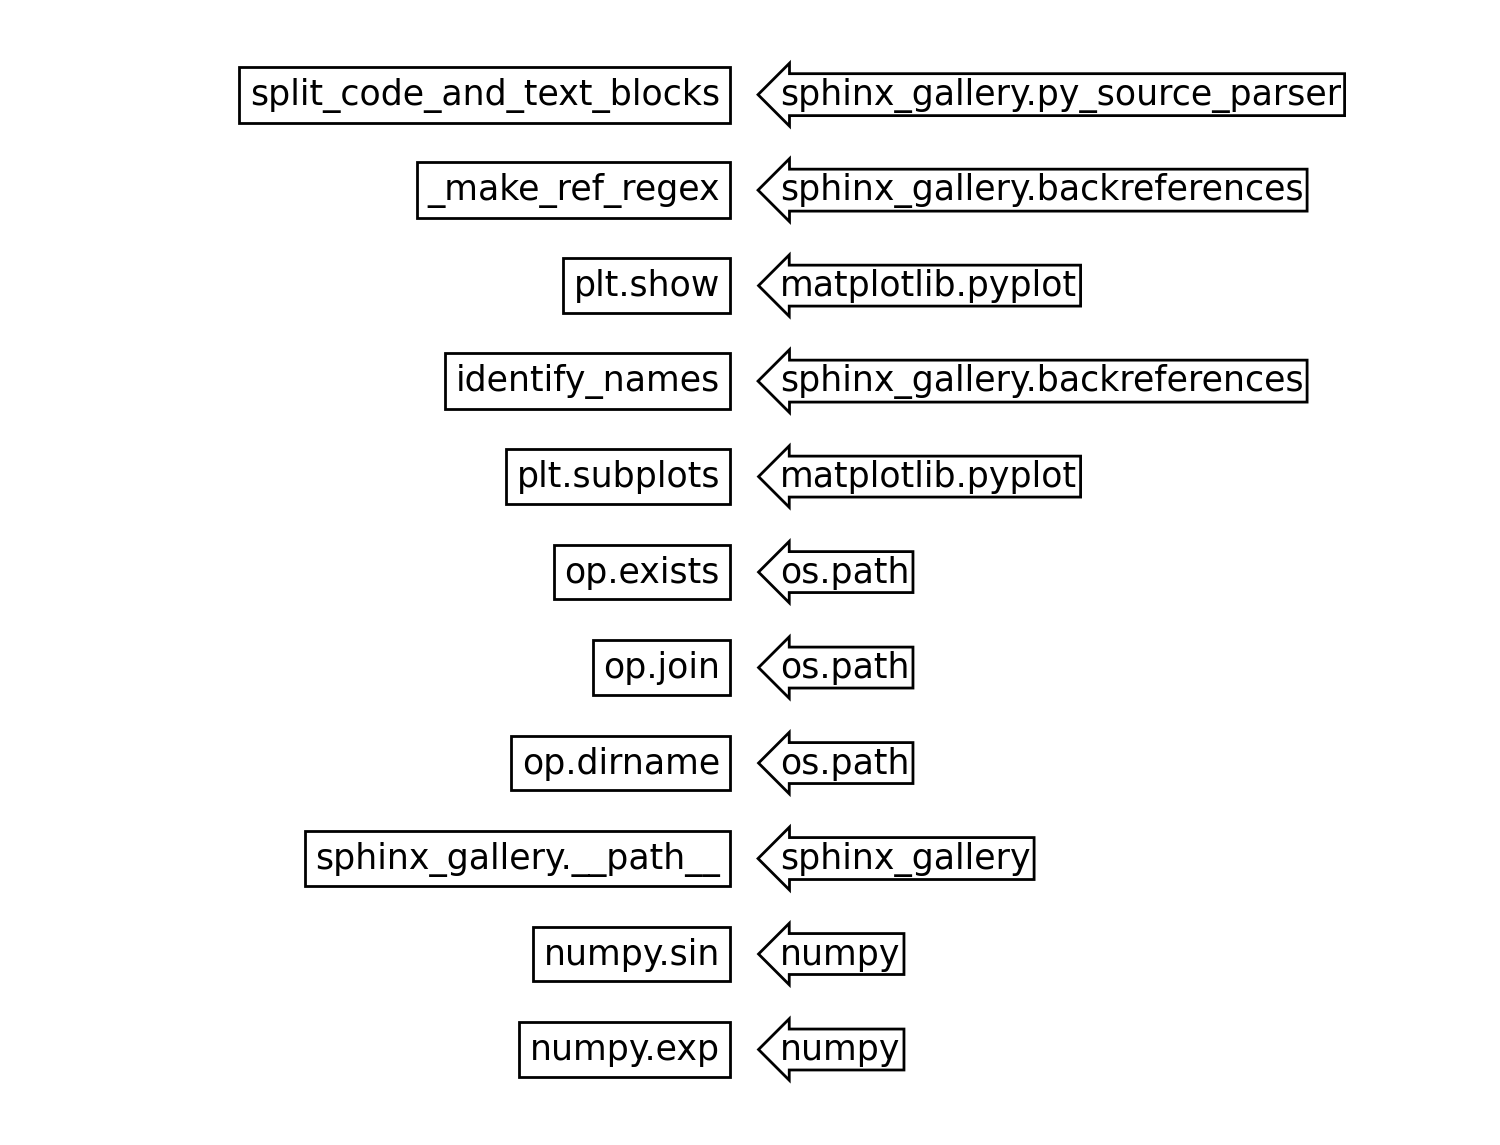 split_code_and_text_blocks sphinx_gallery.py_source_parser
_make_ref_regex sphinx_gallery.backreferences
plt.show matplotlib.pyplot
identify_names sphinx_gallery.backreferences
plt.subplots matplotlib.pyplot
op.exists os.path
op.join os.path
op.dirname os.path
sphinx_gallery.__path__ sphinx_gallery
numpy.sin numpy
numpy.exp numpy